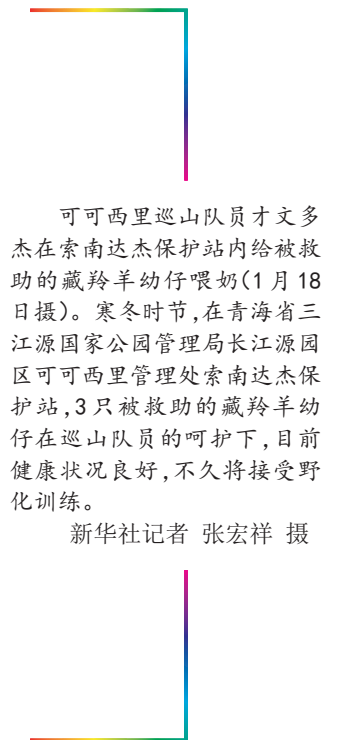 可可西里巡山队员才文多
杰在索南达杰保护站内给被救
助的藏羚羊幼仔喂奶(1月18
日摄)。寒冬时节,在青海省三
江源国家公园管理局长江源园
区可可西里管理处索南达杰保
护站,3只被救助的藏羚羊幼
仔在巡山队员的呵护下,目前
健康状况良好,不久将接受野
化训练。
新华社记者 张宏祥 摄